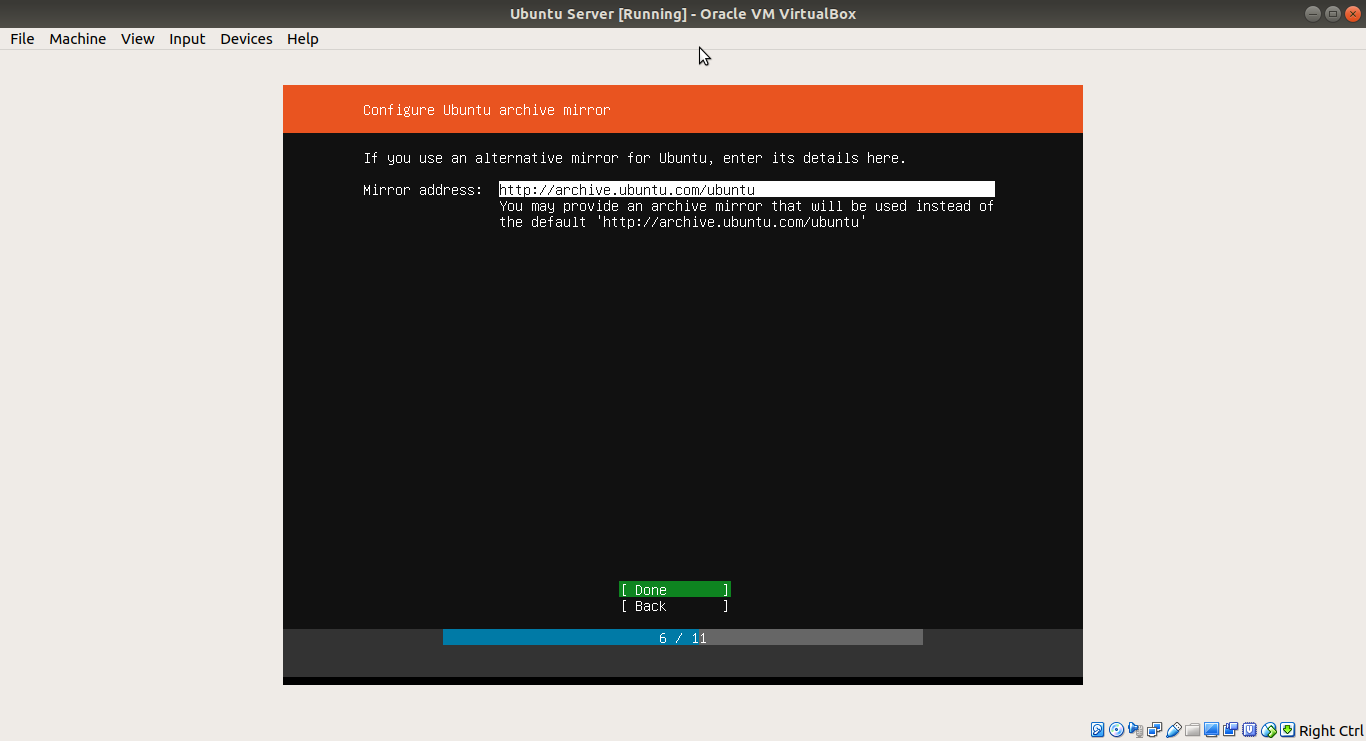 Ubuntu Server [Running] - Oracle VM VirtualBox
File Machine View Input Devices Help
Configure Ubuntu archive mirror
If you use an alternative mirror for Ubuntu, enter its details here.
Mirror address: http://archive.ubuntu.com/ubuntu
You may provide an archive mirror that will be used instead of
the default 'http://archive.ubuntu.com/ubuntu'
[ Done ]
[ Back ]
6 / 11
Right Ctrl